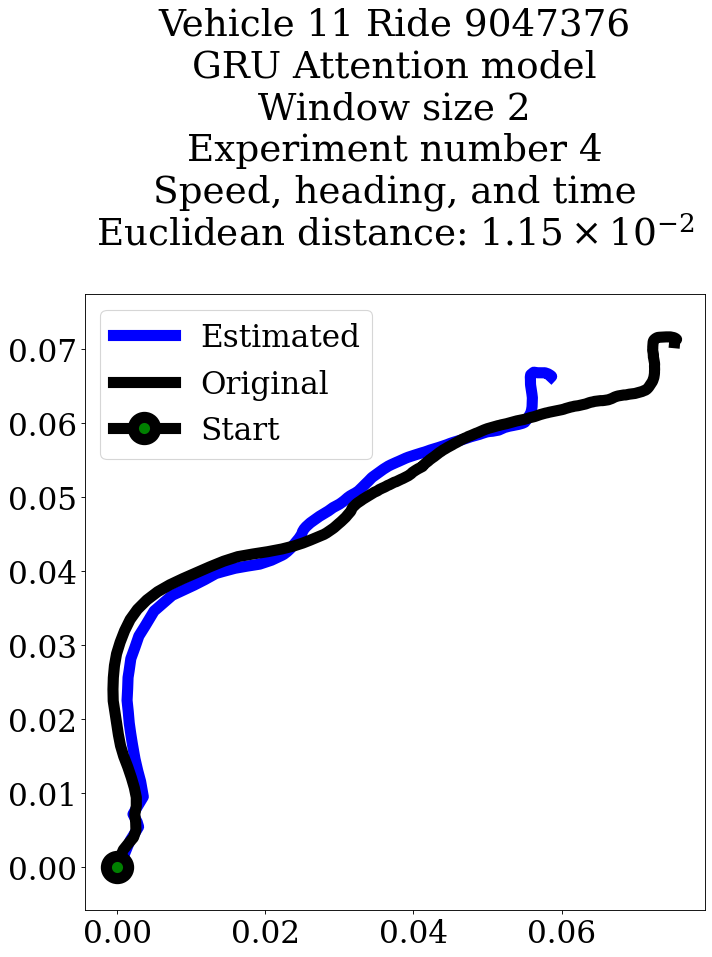 Vehicle 11 Ride 9047376
GRU Attention model
Window size 2
Experiment number 4
Speed, heading, and time
Euclidean distance: $1.15 \times 10^{-2}$
Estimated
Original
Start
0.07
0.06
0.05
0.04
0.03
0.02
0.01
0.00
0.00 0.02 0.04 0.06